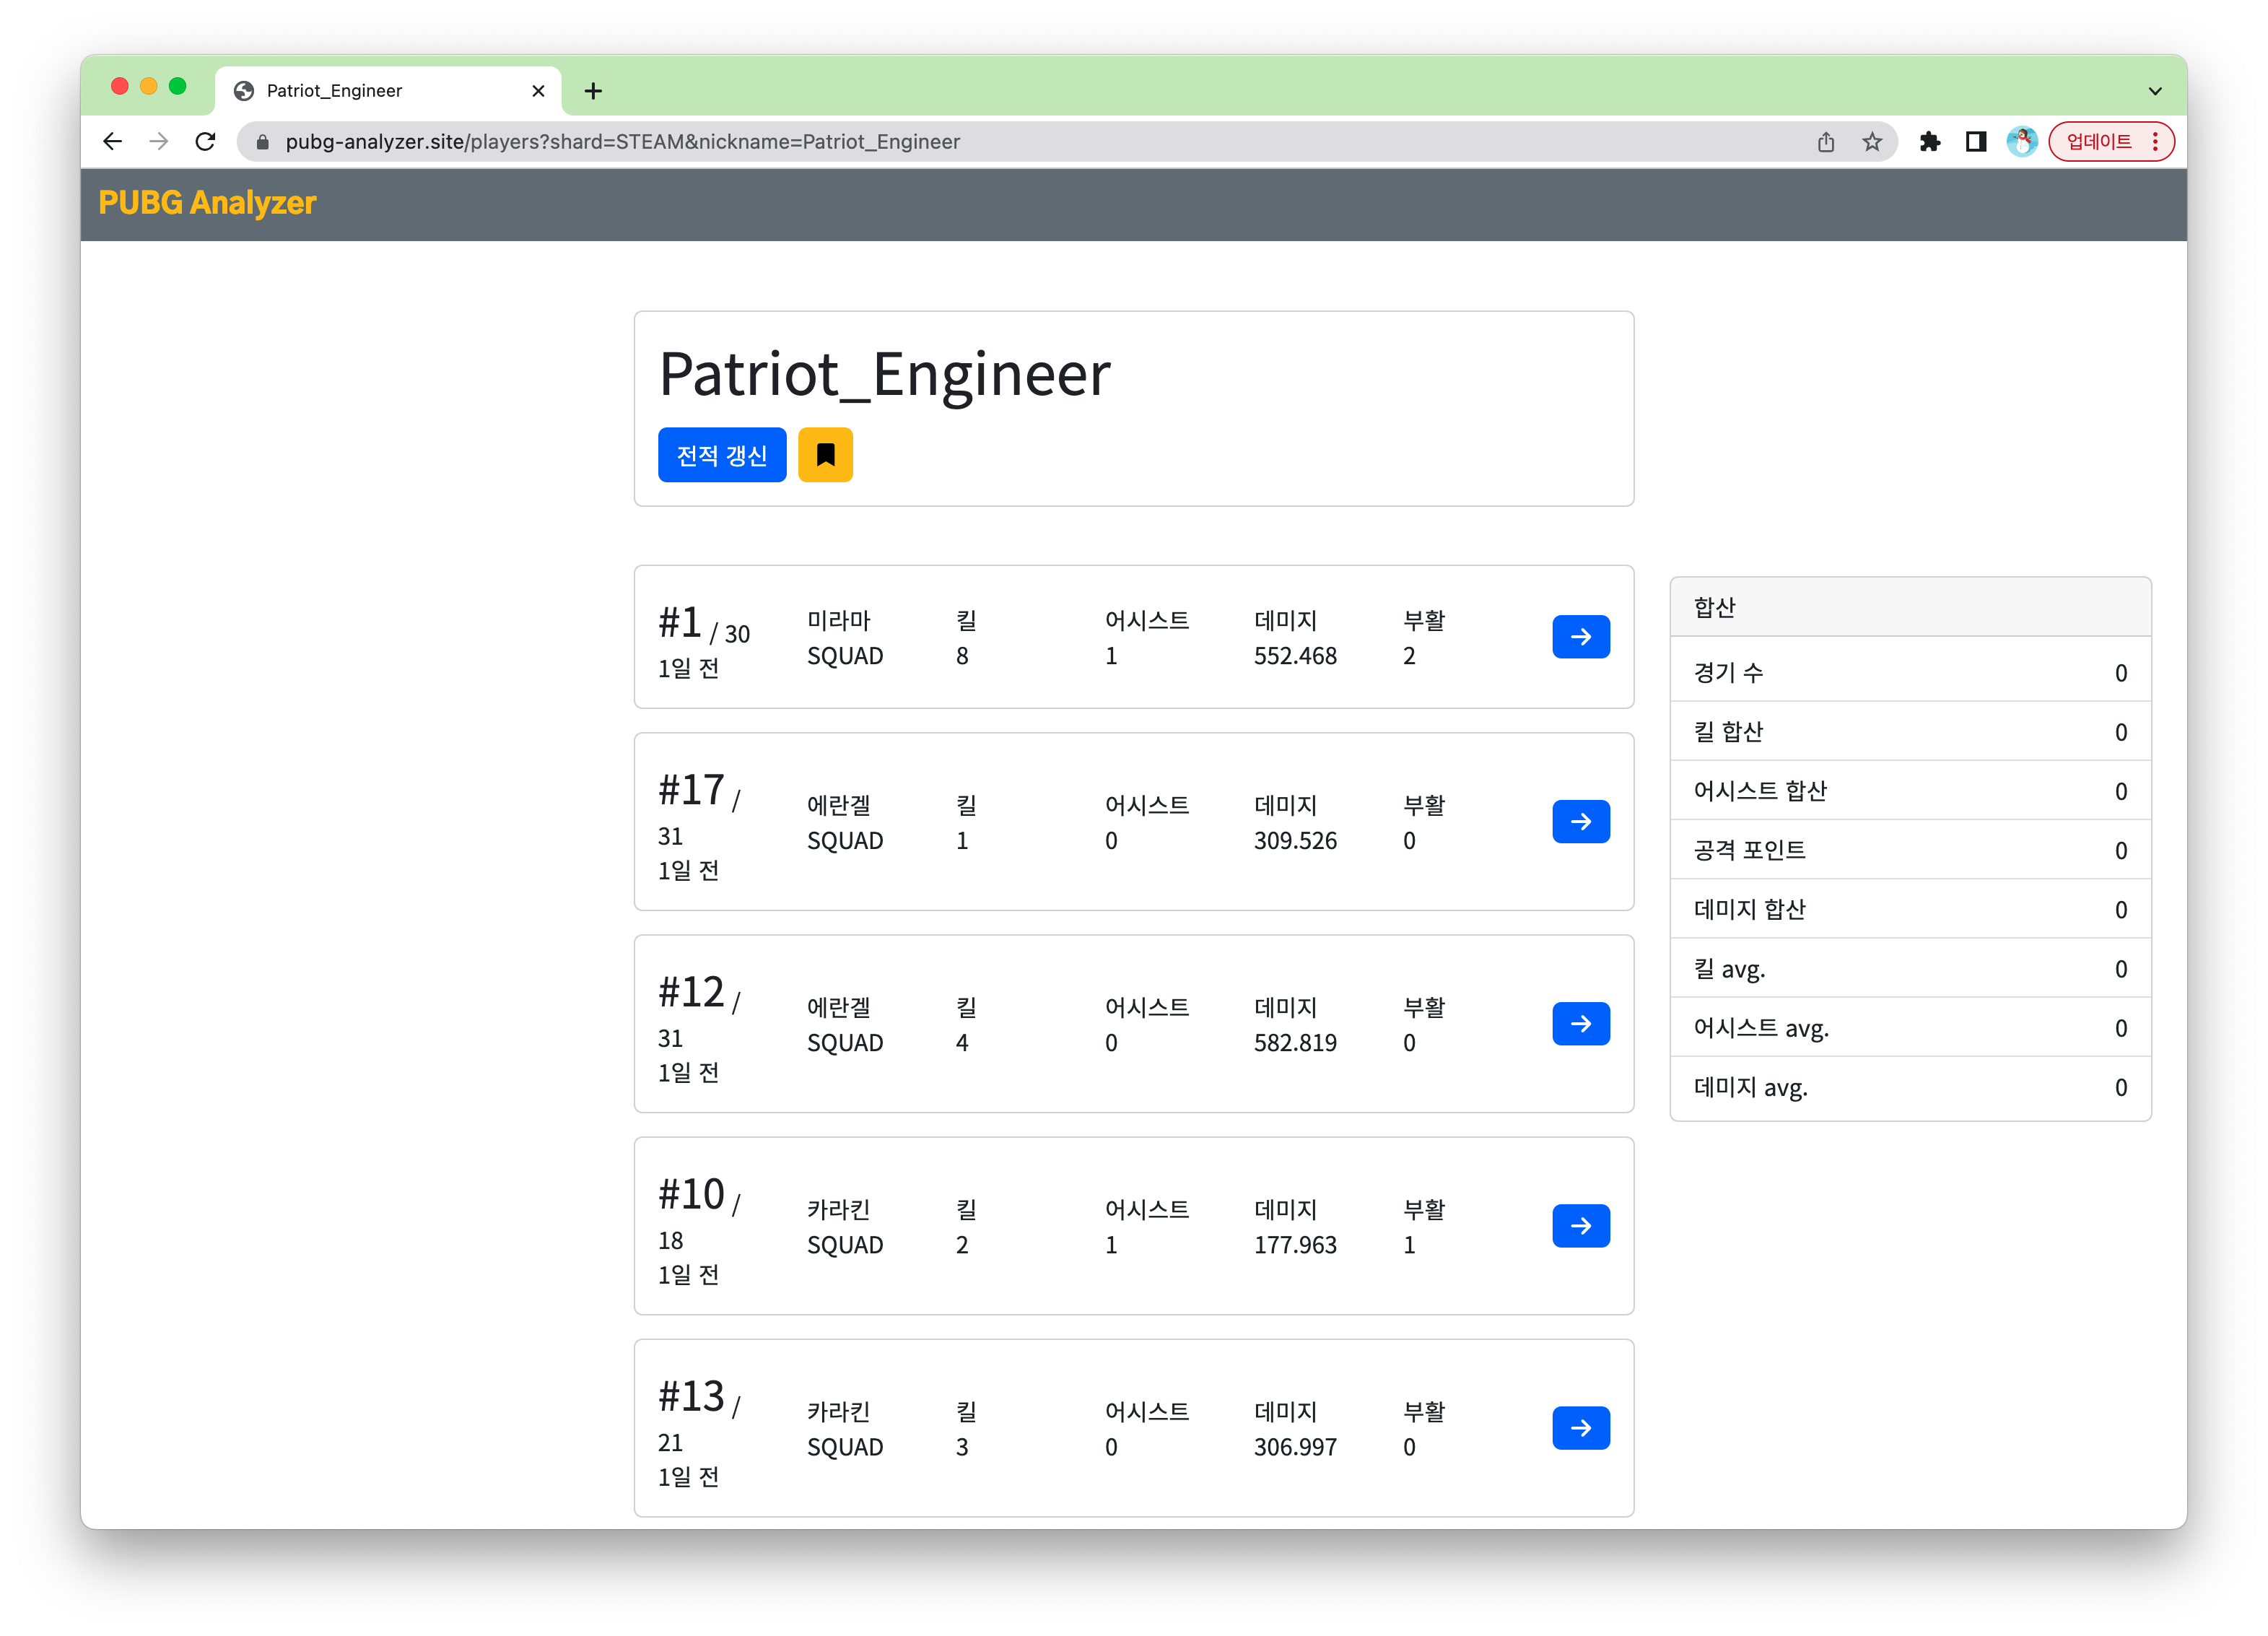 Patriot_Engineer
pubg-analyzer.site/players?shard=STEAM&nickname=Patriot_Engineer
업데이트
PUBG Analyzer
Patriot_Engineer
전적 갱신
#1 / 30
1일 전
미라마
SQUAD
킬
8
어시스트
1
데미지
552.468
부활
2
#17 /
31
1일 전
에란겔
SQUAD
킬
1
어시스트
0
데미지
309.526
부활
0
#12 /
31
1일 전
에란겔
SQUAD
킬
4
어시스트
0
데미지
582.819
부활
0
#10 /
18
1일 전
카라킨
SQUAD
킬
2
어시스트
1
데미지
177.963
부활
1
#13 /
21
1일 전
카라킨
SQUAD
킬
3
어시스트
0
데미지
306.997
부활
0
합산
경기 수 0
킬 합산 0
어시스트 합산 0
공격 포인트 0
데미지 합산 0
킬 avg. 0
어시스트 avg. 0
데미지 avg. 0